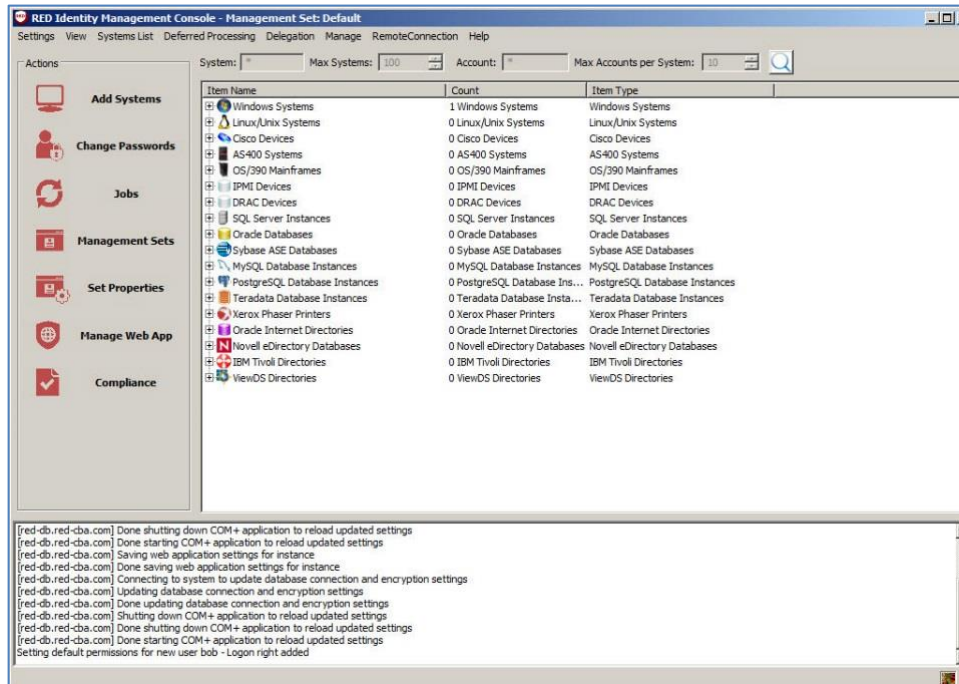 RED Identity Management Console - Management Set: Default
Settings View Systems List Deferred Processing Delegation Manage RemoteConnection Help
Actions
System: * Max Systems: 100 Account: * Max Accounts per System: 10
Add Systems
Change Passwords
Jobs
Management Sets
Set Properties
Manage Web App
Compliance
Item Name Count Item Type
Windows Systems 1 Windows Systems Windows Systems
Linux/Unix Systems 0 Linux/Unix Systems Linux/Unix Systems
Cisco Devices 0 Cisco Devices Cisco Devices
AS400 Systems 0 AS400 Systems AS400 Systems
OS/390 Mainframes 0 OS/390 Mainframes OS/390 Mainframes
IPMI Devices 0 IPMI Devices IPMI Devices
DRAC Devices 0 DRAC Devices DRAC Devices
SQL Server Instances 0 SQL Server Instances SQL Server Instances
Oracle Databases 0 Oracle Databases Oracle Databases
Sybase ASE Databases 0 Sybase ASE Databases Sybase ASE Databases
MySQL Database Instances 0 MySQL Database Instances MySQL Database Instances
PostgreSQL Database Instances 0 PostgreSQL Database Ins... PostgreSQL Database Instances
Teradata Database Instances 0 Teradata Database Insta... Teradata Database Instances
Xerox Phaser Printers 0 Xerox Phaser Printers Xerox Phaser Printers
Oracle Internet Directories 0 Oracle Internet Directories Oracle Internet Directories
Novell eDirectory Databases 0 Novell eDirectory Databases Novell eDirectory Databases
IBM Tivoli Directories 0 IBM Tivoli Directories IBM Tivoli Directories
ViewDS Directories 0 ViewDS Directories ViewDS Directories
[red-db.red-cba.com] Done shutting down COM+ application to reload updated settings
[red-db.red-cba.com] Done starting COM+ application to reload updated settings
[red-db.red-cba.com] Saving web application settings for instance
[red-db.red-cba.com] Done saving web application settings for instance
[red-db.red-cba.com] Connecting to system to update database connection and encryption settings
[red-db.red-cba.com] Updating database connection and encryption settings
[red-db.red-cba.com] Done updating database connection and encryption settings
[red-db.red-cba.com] Shutting down COM+ application to reload updated settings
[red-db.red-cba.com] Done shutting down COM+ application to reload updated settings
[red-db.red-cba.com] Done starting COM+ application to reload updated settings
Setting default permissions for new user bob - Logon right added